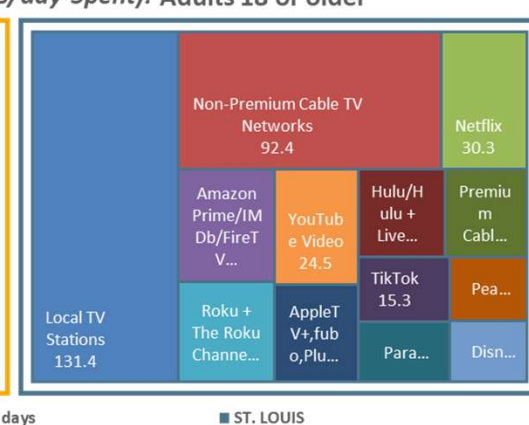 s/day Spent): Adults 18 or older
Non-Premium Cable TV
Networks
92.4
Netflix
30.3
Amazon
Prime/IM
Db/FireT
V...
YouTub
e Video
24.5
Hulu/H
ulu +
Live...
Premiu
m
Cabl...
TikTok
15.3
Pea...
Local TV
Stations
131.4
Roku +
The Roku
Channe...
AppleT
V+,fub
o,Plu...
Para...
Disn...
days
ST. LOUIS